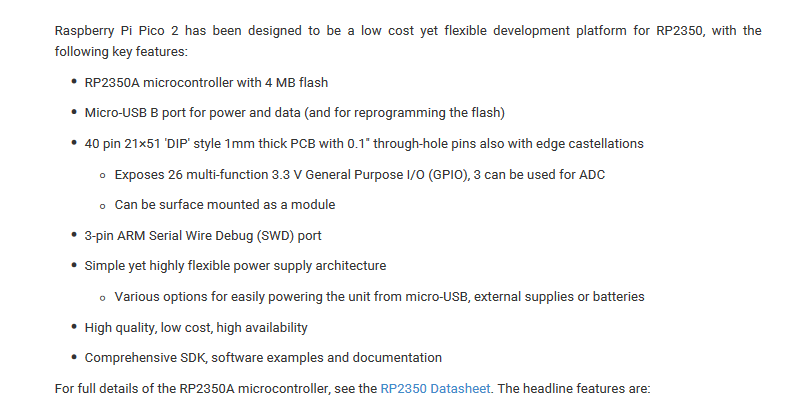 Raspberry Pi Pico 2 has been designed to be a low cost yet flexible development platform for RP2350, with the
following key features:
• RP2350A microcontroller with 4 MB flash
• Micro-USB B port for power and data (and for reprogramming the flash)
• 40 pin 21×51 'DIP' style 1mm thick PCB with 0.1" through-hole pins also with edge castellations
◦ Exposes 26 multi-function 3.3 V General Purpose I/O (GPIO), 3 can be used for ADC
◦ Can be surface mounted as a module
• 3-pin ARM Serial Wire Debug (SWD) port
• Simple yet highly flexible power supply architecture
◦ Various options for easily powering the unit from micro-USB, external supplies or batteries
• High quality, low cost, high availability
• Comprehensive SDK, software examples and documentation
For full details of the RP2350A microcontroller, see the RP2350 Datasheet. The headline features are: